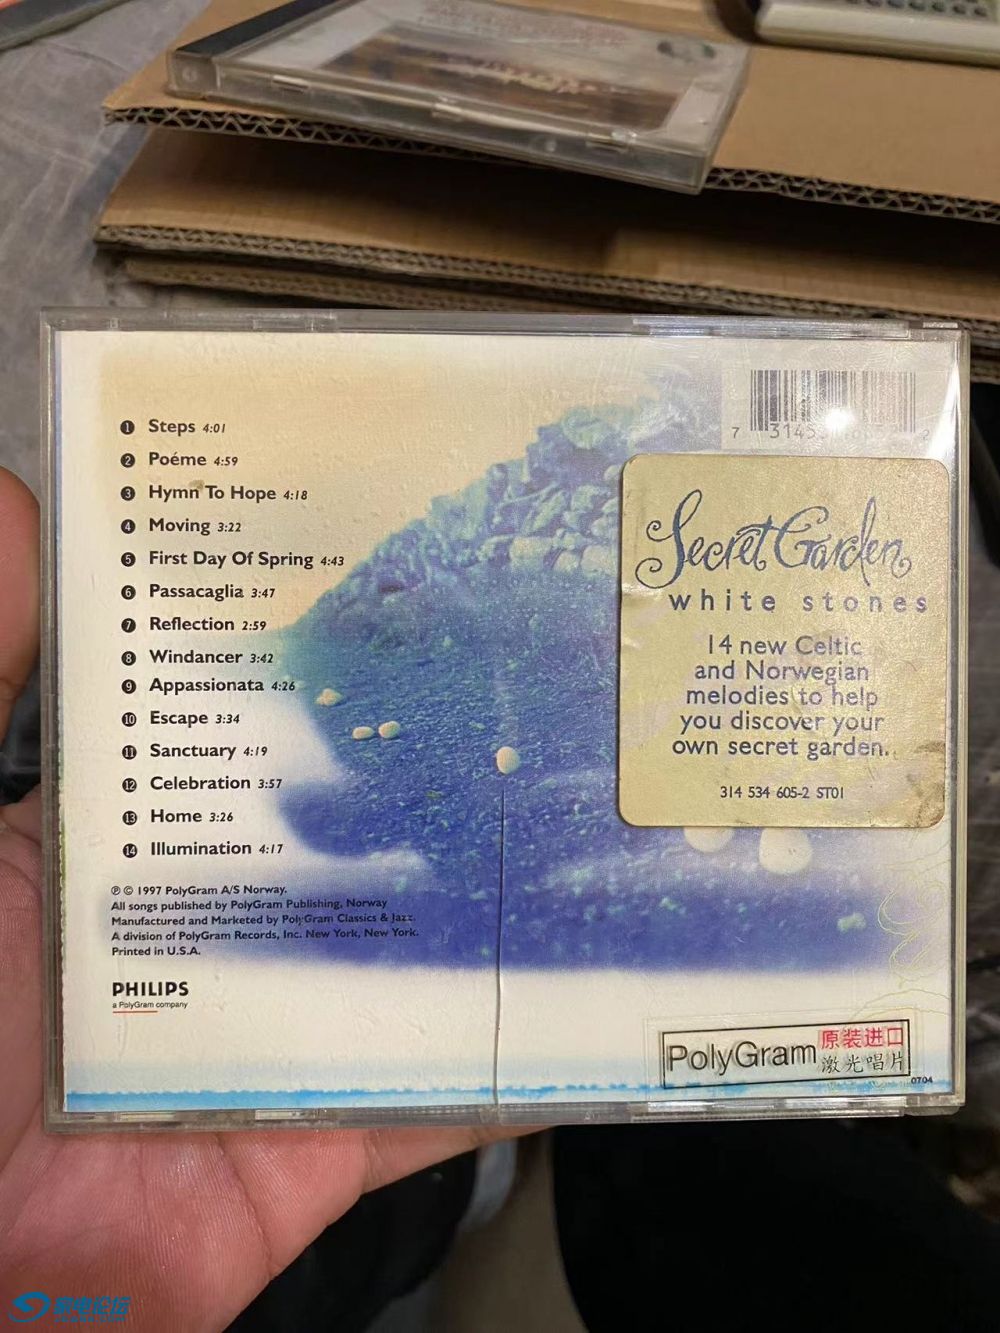 1 Steps 4:01
2 Poéme 4:59
3 Hymn To Hope 4:18
4 Moving 3:22
5 First Day Of Spring 4:43
6 Passacaglia 3:47
7 Reflection 2:59
8 Windancer 3:42
9 Appassionata 4:26
10 Escape 3:34
11 Sanctuary 4:19
12 Celebration 3:57
13 Home 3:26
14 Illumination 4:17
℗ © 1997 PolyGram A/S Norway.
All songs published by PolyGram Publishing, Norway
Manufactured and Marketed by PolyGram Classics & Jazz.
A division of PolyGram Records, Inc. New York, New York.
Printed in U.S.A.
PHILIPS
a PolyGram company
Secret Garden
white stones
14 new Celtic
and Norwegian
melodies to help
you discover your
own secret garden.
314 534 605-2 ST01
PolyGram
原装进口
激光唱片
0704
家电论坛